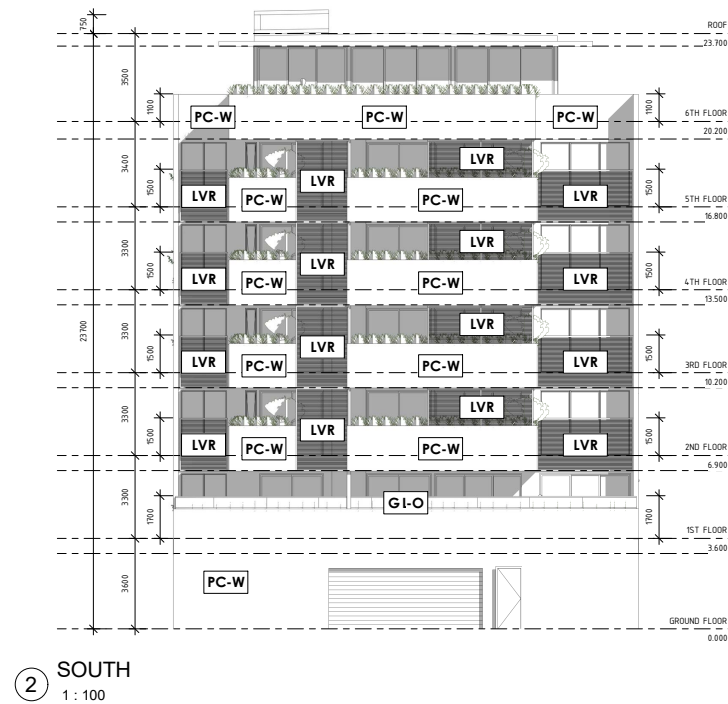 750
ROOF
23.700
3500
1100
PC-W
PC-W
PC-W
1100
6TH FLOOR
20.200
3400
LVR
LVR
1500
LVR
PC-W
PC-W
LVR
1500
5TH FLOOR
16.800
3300
LVR
LVR
1500
LVR
PC-W
PC-W
LVR
1500
4TH FLOOR
13.500
23700
3300
LVR
LVR
1500
LVR
PC-W
PC-W
LVR
1500
3RD FLOOR
10.200
3300
LVR
LVR
1500
LVR
PC-W
PC-W
LVR
1500
2ND FLOOR
6.900
3300
GL-O
1700
1700
1ST FLOOR
3.600
3600
PC-W
GROUND FLOOR
0.000
2 SOUTH
1 : 100